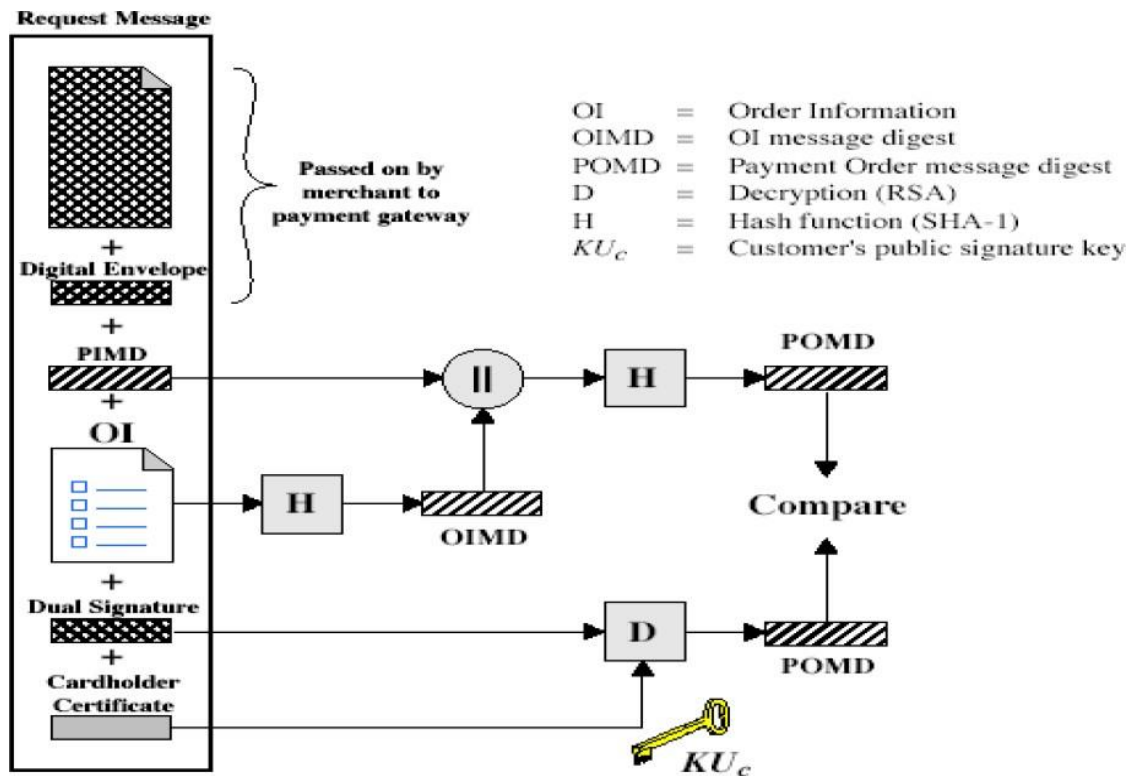 Request Message
Passed on by
merchant to
payment gateway
OI = Order Information
OIMD = OI message digest
POMD = Payment Order message digest
D = Decryption (RSA)
H = Hash function (SHA-1)
KUc = Customer's public signature key
+
Digital Envelope
+
PIMD
||
H
POMD
+
OI
H
OIMD
Compare
+
Dual Signature
D
POMD
+
Cardholder
Certificate
KUc